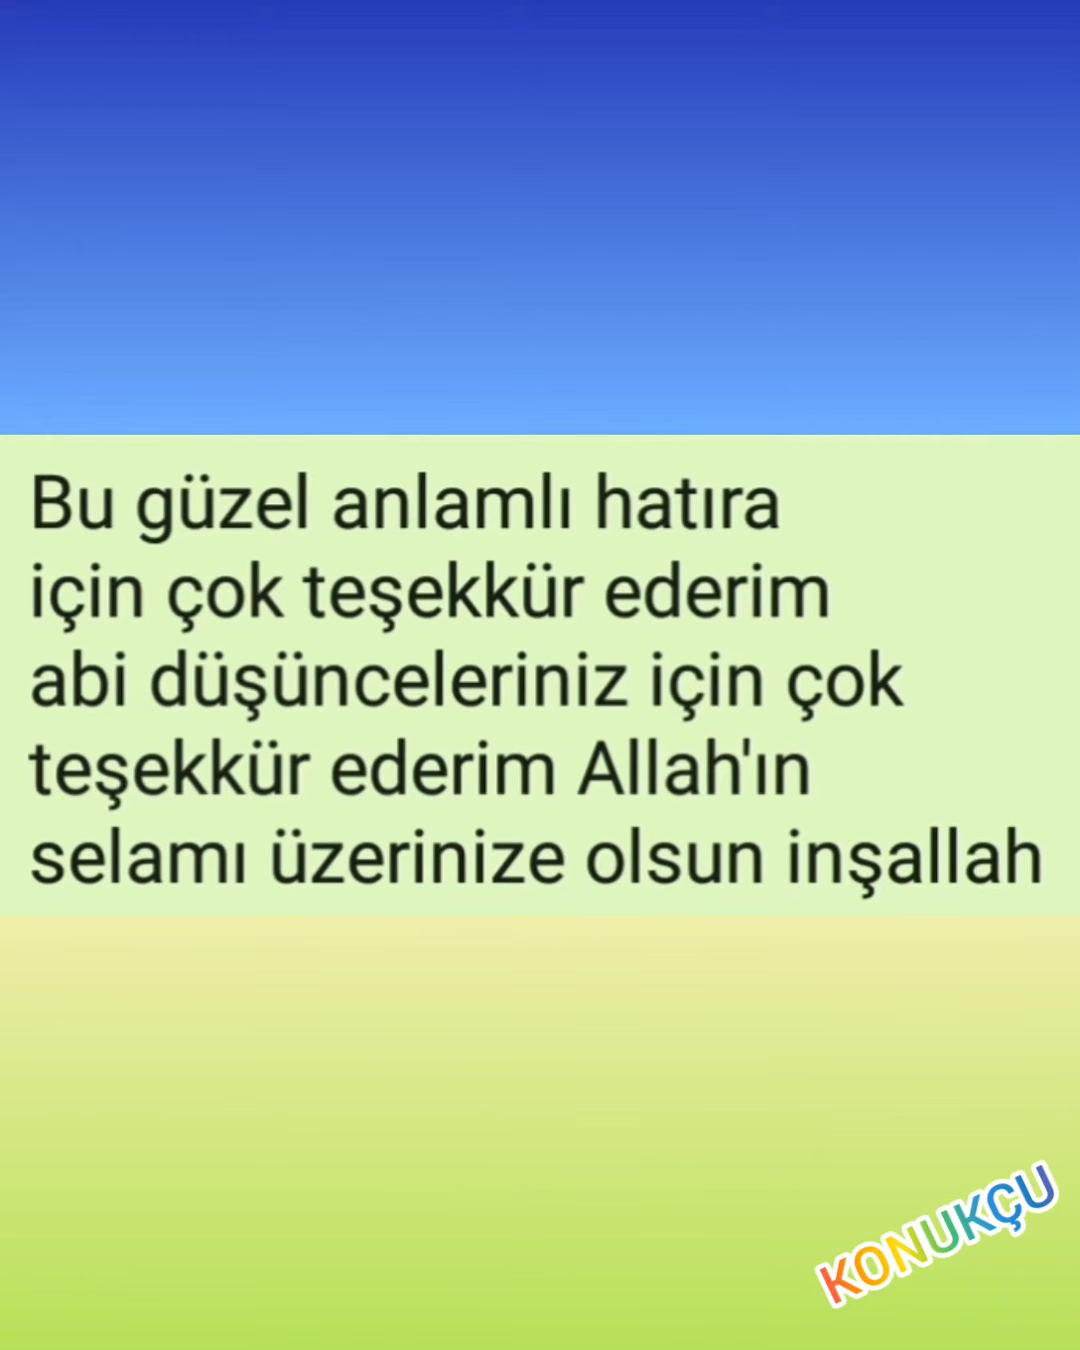 Bu güzel anlamlı hatıra
için çok teşekkür ederim
abi düşünceleriniz için çok
teşekkür ederim Allah'ın
selamı üzerinize olsun inşallah
KONUKÇU